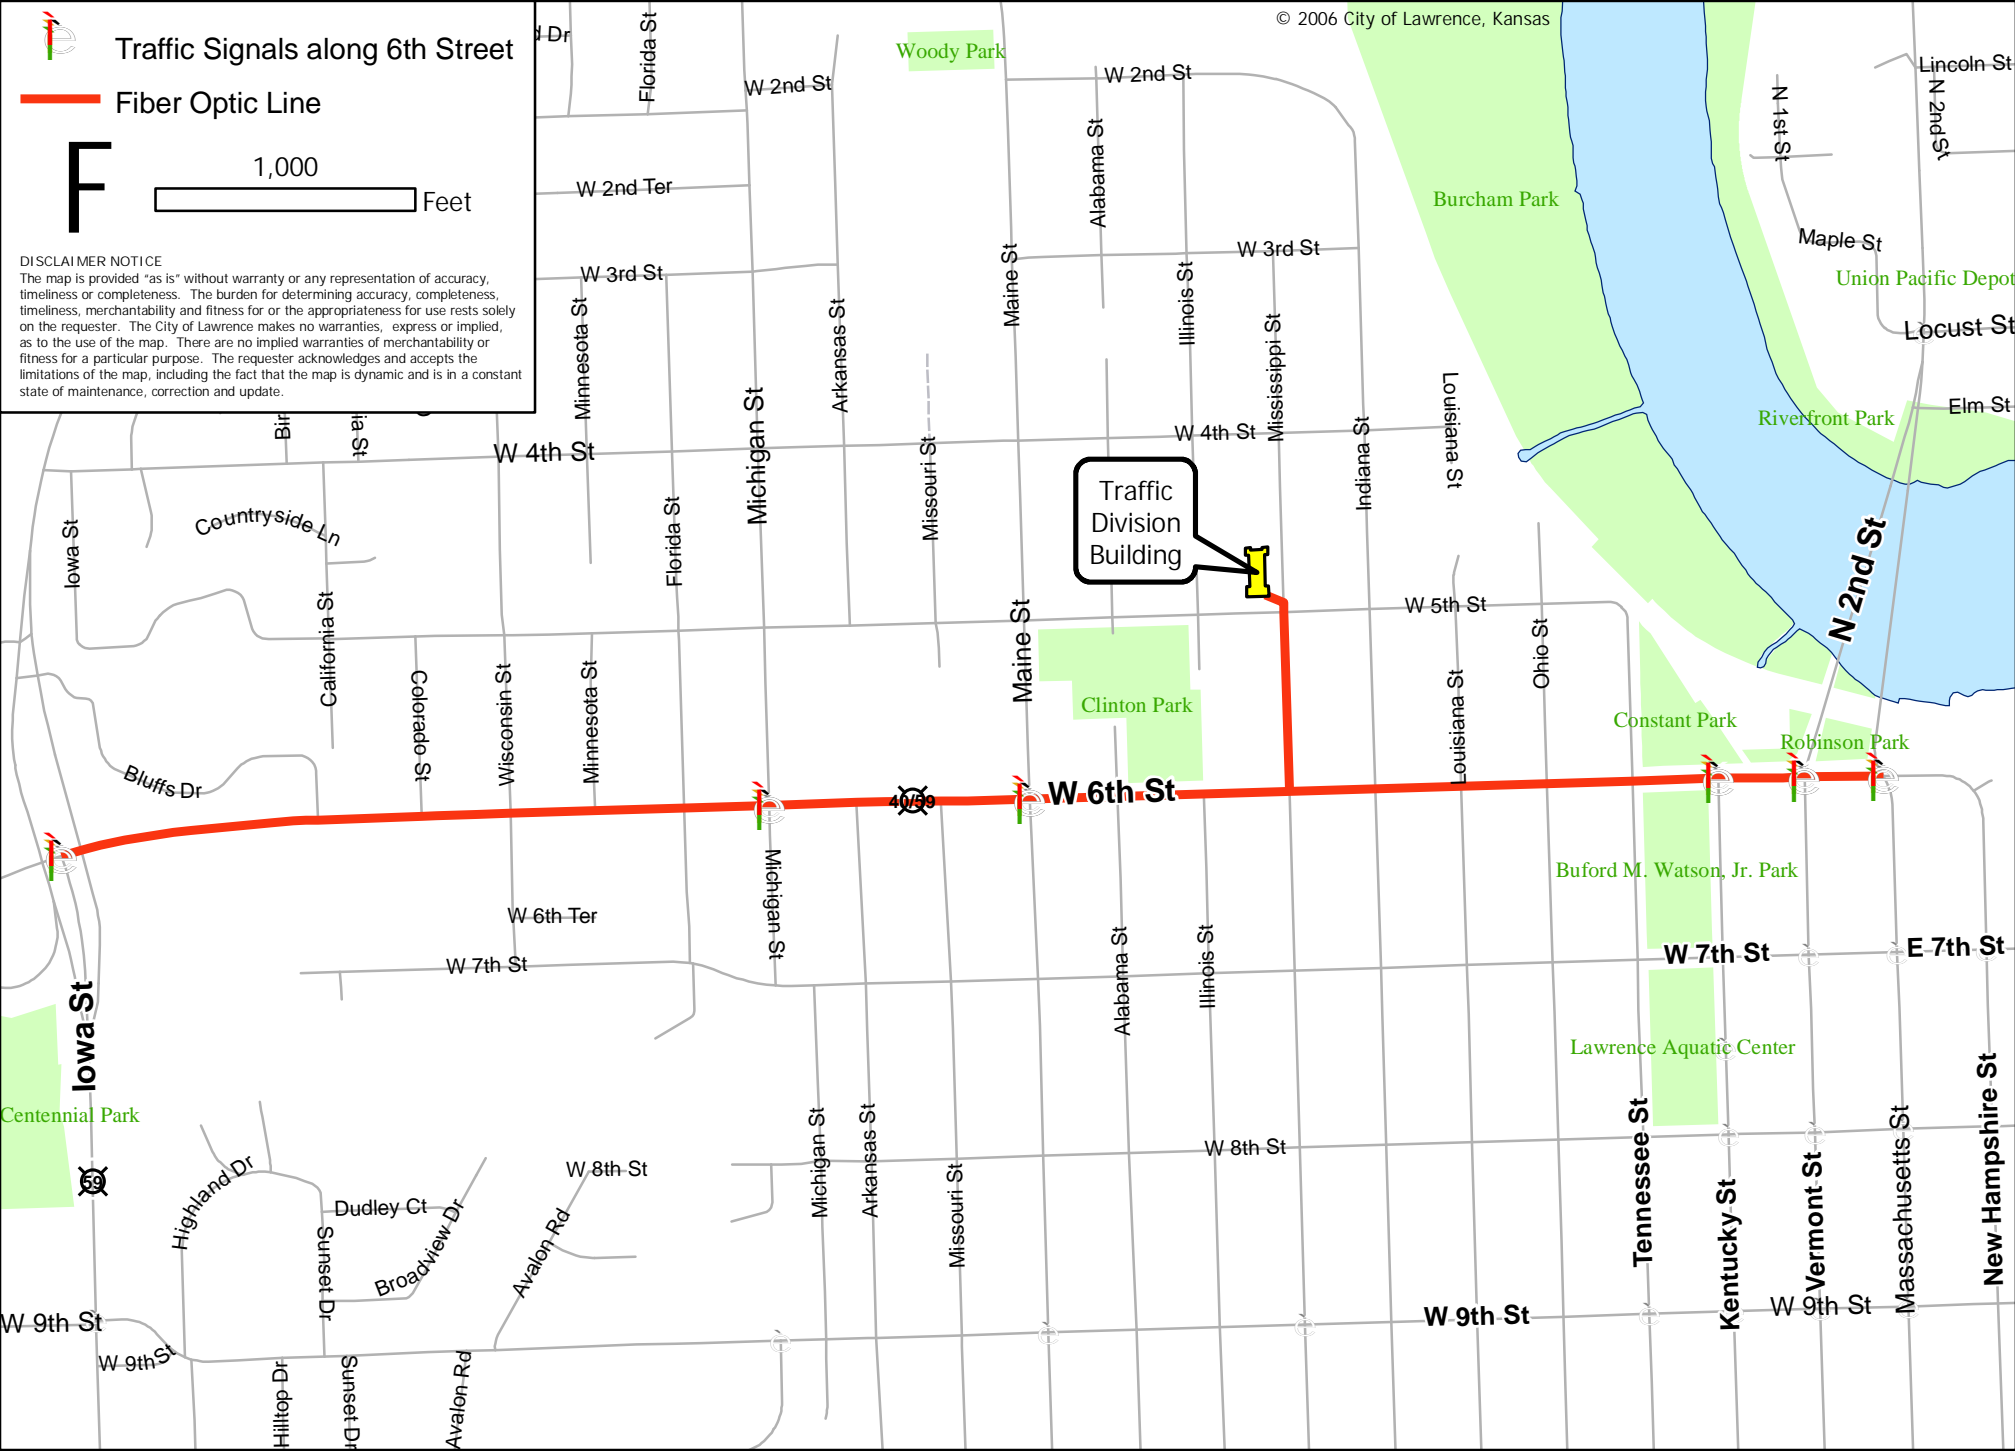 © 2006 City of Lawrence, Kansas
Traffic Signals along 6th Street
Fiber Optic Line
F
1,000
Feet
DISCLAIMER NOTICE
The map is provided “as is” without warranty or any representation of accuracy,
timeliness or completeness. The burden for determining accuracy, completeness,
timeliness, merchantability and fitness for or the appropriateness for use rests solely
on the requester. The City of Lawrence makes no warranties, express or implied,
as to the use of the map. There are no implied warranties of merchantability or
fitness for a particular purpose. The requester acknowledges and accepts the
limitations of the map, including the fact that the map is dynamic and is in a constant
state of maintenance, correction and update.
Dr
Florida St
W 2nd St
Woody Park
W 2nd St
Lincoln St
N 1st St
N 2nd St
Alabama St
W 2nd Ter
Burcham Park
Maple St
W 3rd St
W 3rd St
Union Pacific Depot
Maine St
Illinois St
Minnesota St
Arkansas St
Mississippi St
Locust St
Louisiana St
Elm St
Riverfront Park
Bir
ia St
W 4th St
Michigan St
Missouri St
W 4th St
Indiana St
Traffic
Division
Building
Iowa St
Countryside Ln
Florida St
N 2nd St
W 5th St
California St
Maine St
Ohio St
Colorado St
Wisconsin St
Minnesota St
Clinton Park
Louisiana St
Constant Park
Robinson Park
Bluffs Dr
40/59
W 6th St
Michigan St
Buford M. Watson, Jr. Park
W 6th Ter
W 7th St
Alabama St
Illinois St
W 7th St
E 7th St
Iowa St
Lawrence Aquatic Center
Centennial Park
59
Highland Dr
Dudley Ct
Broadview Dr
Sunset Dr
W 8th St
Avalon Rd
Michigan St
Arkansas St
Missouri St
W 8th St
Tennessee St
Kentucky St
Vermont St
Massachusetts St
New Hampshire St
W 9th St
W 9th St
W 9th St
W 9th St
Hilltop Dr
Sunset Dr
Avalon Rd